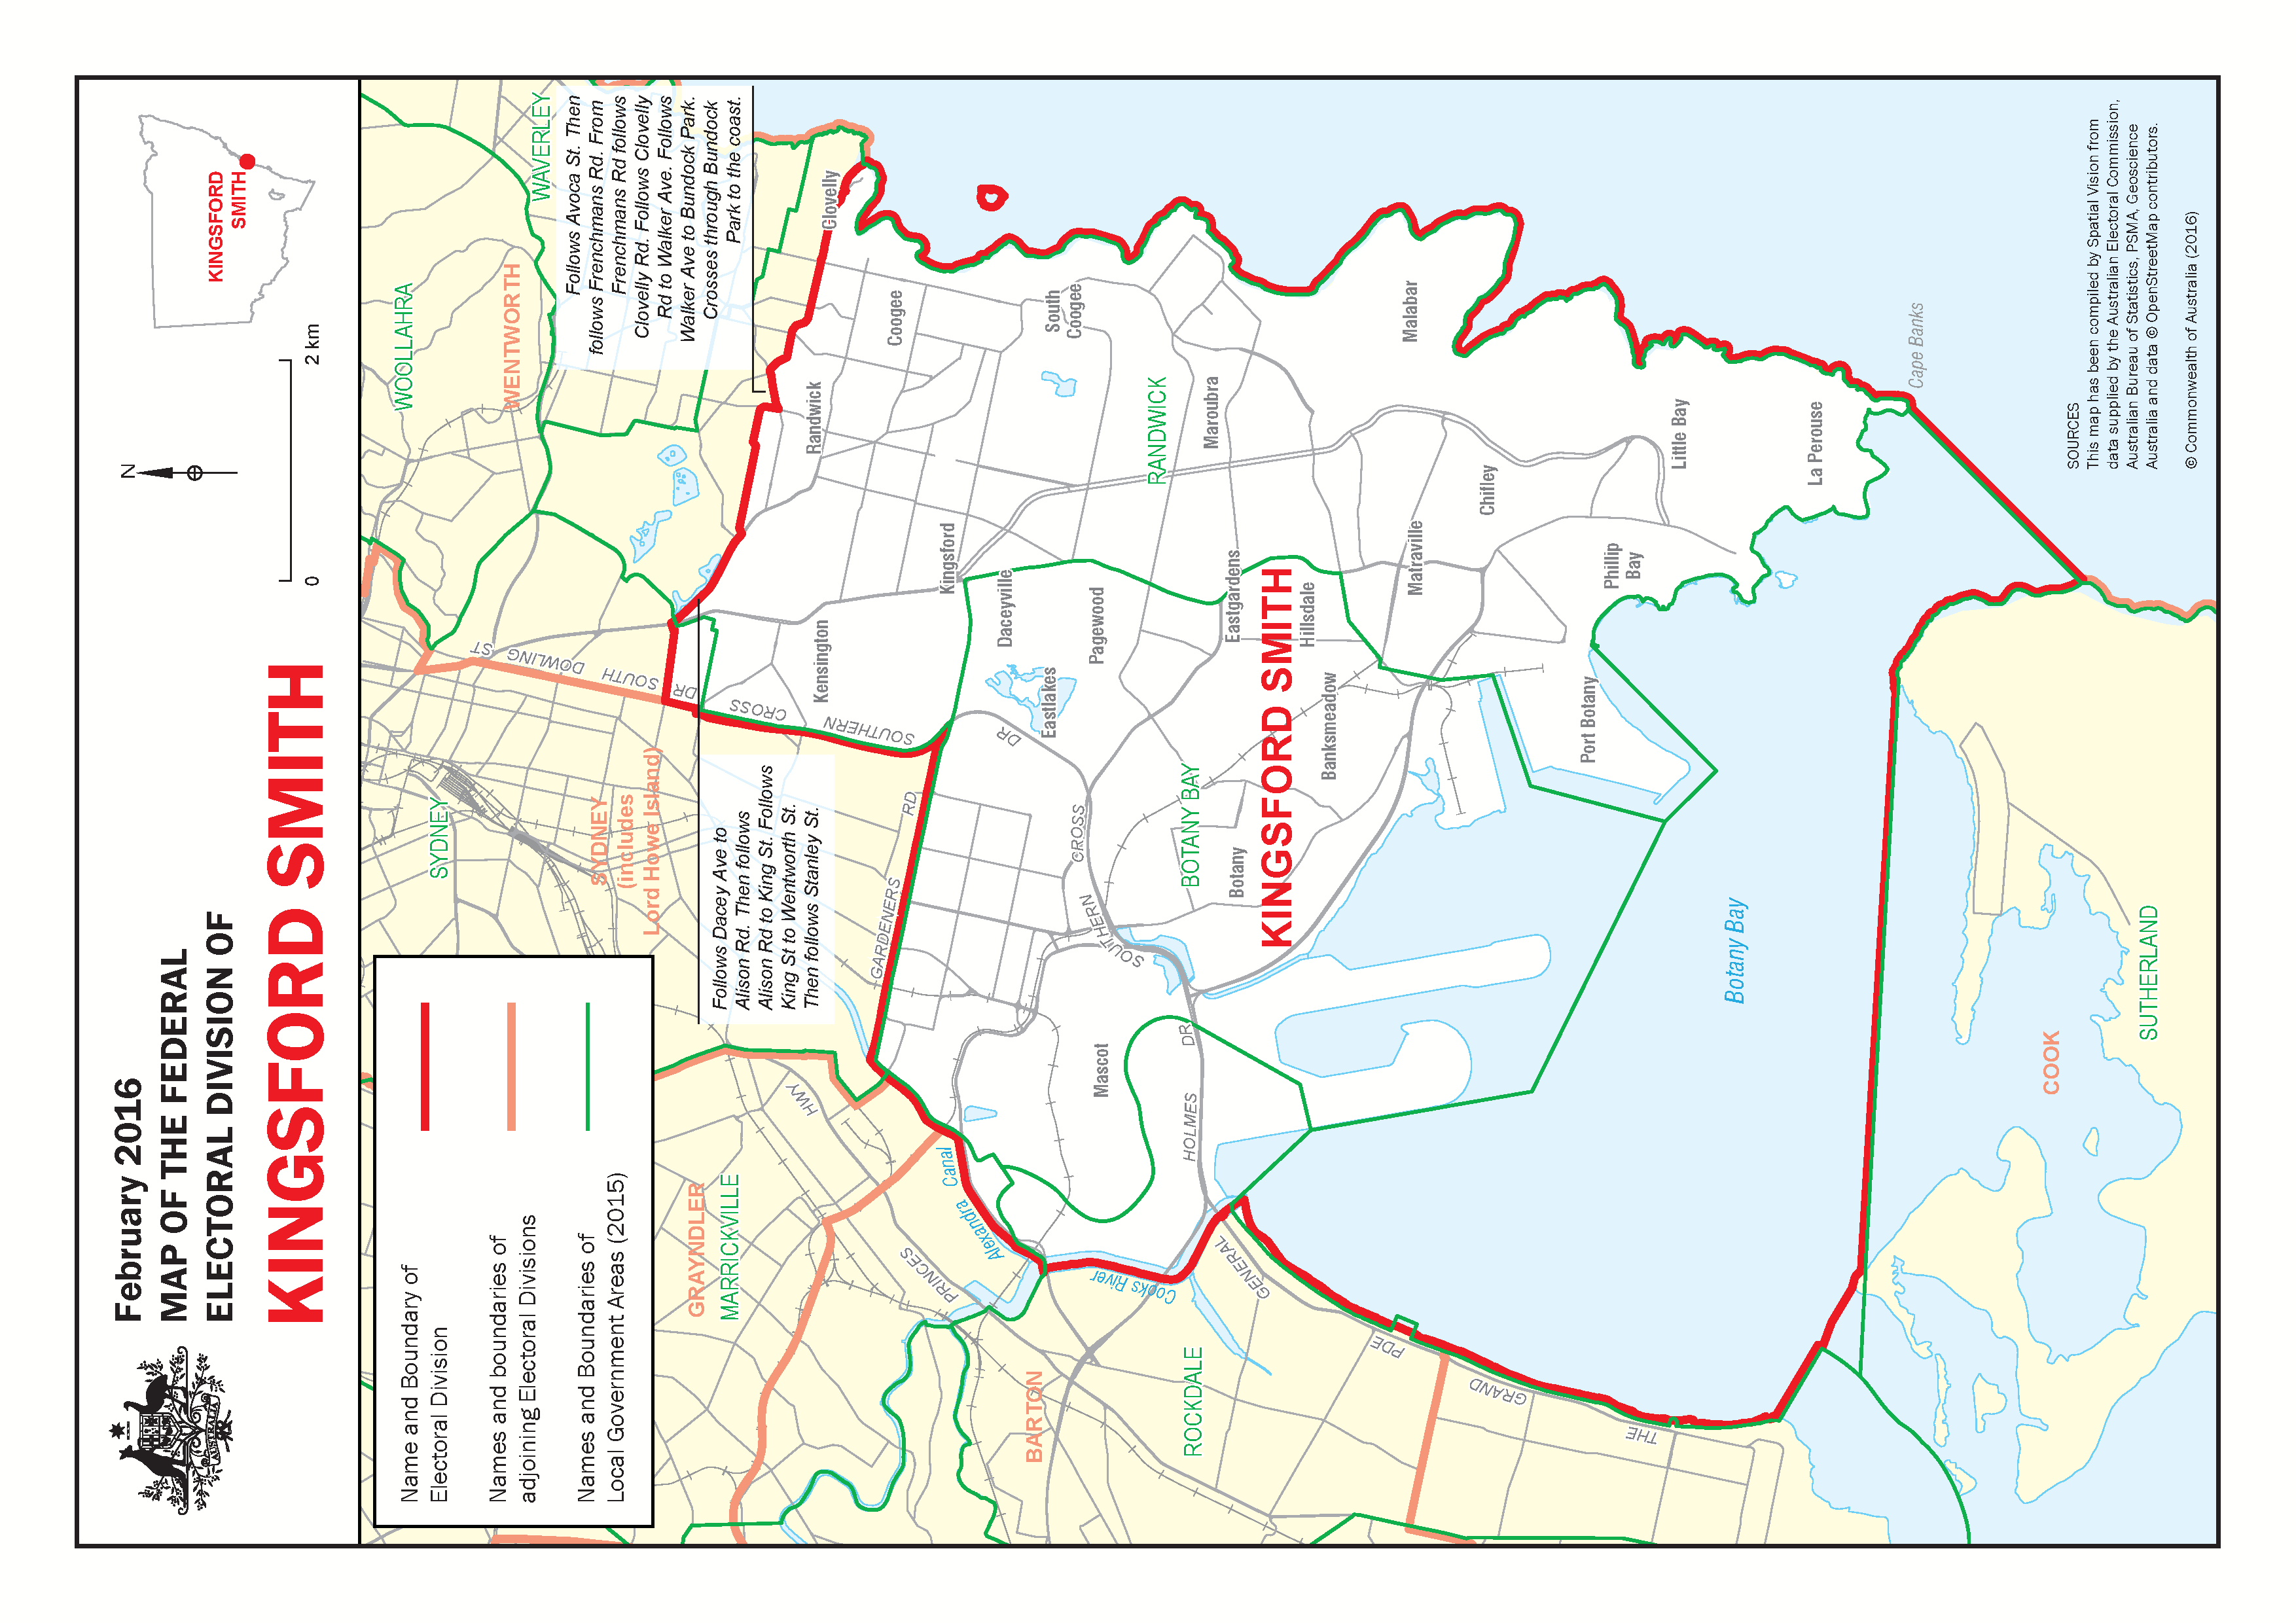 February 2016
MAP OF THE FEDERAL
ELECTORAL DIVISION OF
KINGSFORD SMITH
N
0
2 km
KINGSFORD
SMITH
Name and Boundary of
Electoral Division
Names and boundaries of
adjoining Electoral Divisions
Names and Boundaries of
Local Government Areas (2015)
SYDNEY
WOOLLAHRA
WENTWORTH
WAVERLEY
SOUTH DOWLING ST
SYDNEY
(includes
Lord Howe Island)
Follows Avoca St. Then
follows Frenchmans Rd. From
Frenchmans Rd follows
Clovelly Rd. Follows Clovelly
Rd to Walker Ave. Follows
Walker Ave to Bundock Park.
Crosses through Bundock
Park to the coast.
Follows Dacey Ave to
Alison Rd. Then follows
Alison Rd to King St. Follows
King St to Wentworth St.
Then follows Stanley St.
GRAYNDLER
MARRICKVILLE
PRINCES
HWY
SOUTHERN CROSS DR
GARDENERS RD
Kensington
Randwick
Clovelly
Coogee
Kingsford
South
Coogee
Daceyville
Eastlakes
Pagewood
DR
CROSS
SOUTHERN
Alexandra Canal
Cooks River
Mascot
RANDWICK
Maroubra
BOTANY BAY
Botany
Eastgardens
KINGSFORD SMITH
Hillsdale
Banksmeadow
HOLMES DR
GENERAL
BARTON
ROCKDALE
Malabar
Matraville
Chifley
Phillip
Bay
Little Bay
Port Botany
La Perouse
PDE
GRAND
THE
Botany Bay
Cape Banks
COOK
SUTHERLAND
SOURCES
This map has been compiled by Spatial Vision from
data supplied by the Australian Electoral Commission,
Australian Bureau of Statistics, PSMA, Geoscience
Australia and data © OpenStreetMap contributors.
© Commonwealth of Australia (2016)
AUSTRALIA